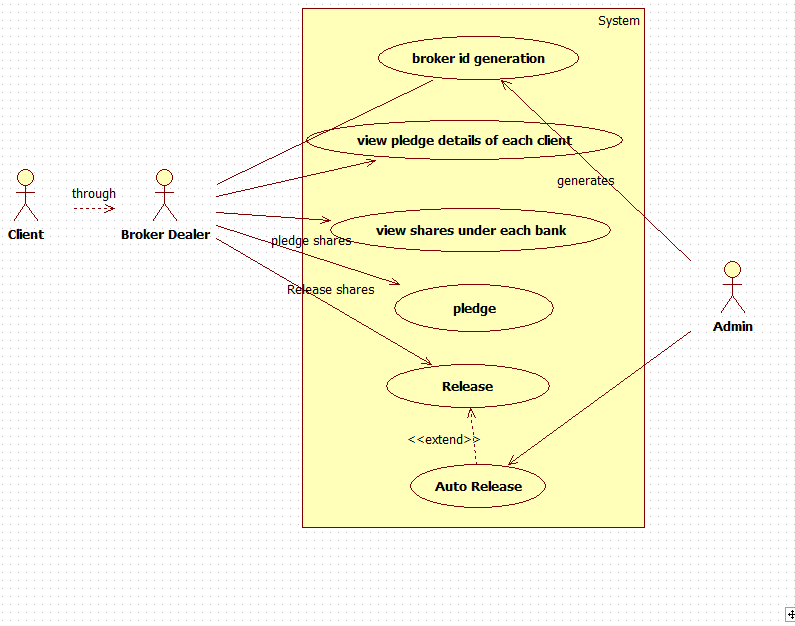 System
broker id generation
view pledge details of each client
generates
through
Client
Broker Dealer
view shares under each bank
pledge shares
Release shares
pledge
Admin
Release
<<extend>>
Auto Release